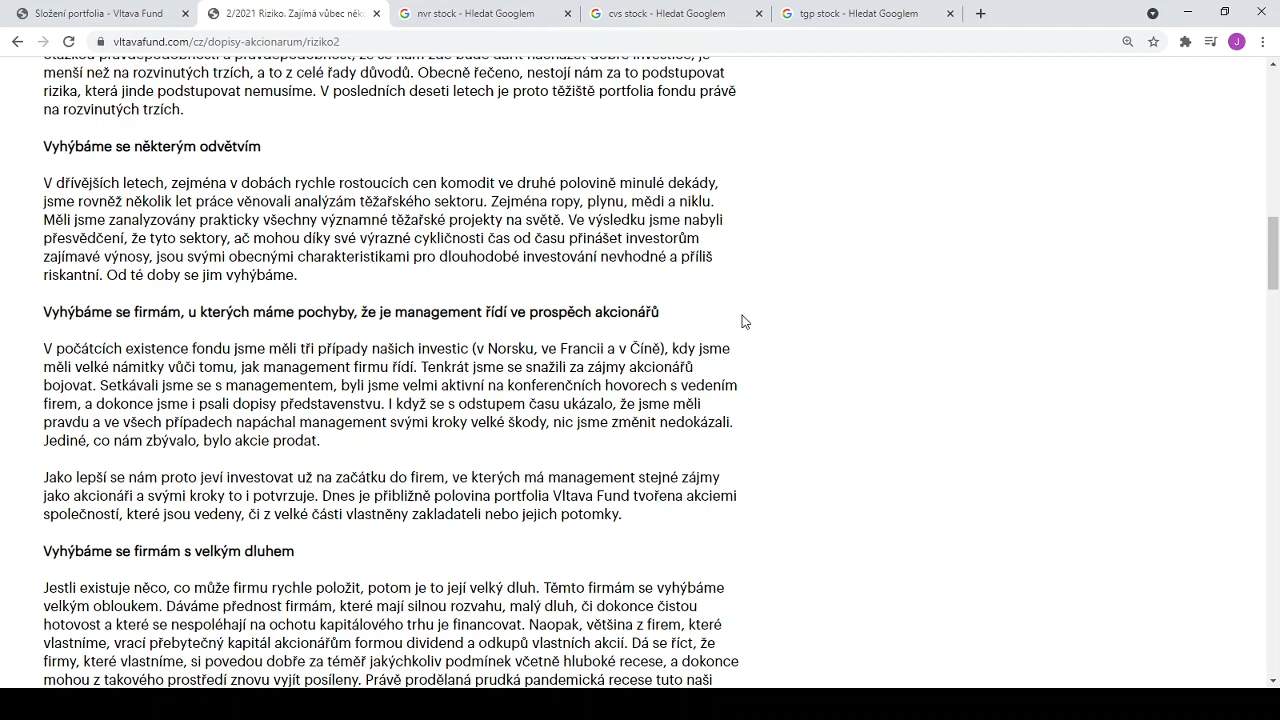 Složení portfolia - Vltava Fund
2/2021 Riziko. Zajímá vůbec něko
nvr stock - Hledat Googlem
cvs stock - Hledat Googlem
tgp stock - Hledat Googlem
vltavafund.com/cz/dopisy-akcionarum/riziko2
menší než na rozvinutých trzích, a to z celé řady důvodů. Obecně řečeno, nestojí nám za to podstupovat
rizika, která jinde podstupovat nemusíme. V posledních deseti letech je proto těžiště portfolia fondu právě
na rozvinutých trzích.
Vyhýbáme se některým odvětvím
V dřívějších letech, zejména v dobách rychle rostoucích cen komodit ve druhé polovině minulé dekády,
jsme rovněž několik let práce věnovali analýzám těžařského sektoru. Zejména ropy, plynu, mědi a niklu.
Měli jsme zanalyzovány prakticky všechny významné těžařské projekty na světě. Ve výsledku jsme nabyli
přesvědčení, že tyto sektory, ač mohou díky své výrazné cykličnosti čas od času přinášet investorům
zajímavé výnosy, jsou svými obecnými charakteristikami pro dlouhodobé investování nevhodné a příliš
riskantní. Od té doby se jim vyhýbáme.
Vyhýbáme se firmám, u kterých máme pochyby, že je management řídí ve prospěch akcionářů
V počátcích existence fondu jsme měli tři případy našich investic (v Norsku, ve Francii a v Číně), kdy jsme
měli velké námitky vůči tomu, jak management firmu řídí. Tenkrát jsme se snažili za zájmy akcionářů
bojovat. Setkávali jsme se s managementem, byli jsme velmi aktivní na konferenčních hovorech s vedením
firem, a dokonce jsme i psali dopisy představenstvu. I když se s odstupem času ukázalo, že jsme měli
pravdu a ve všech případech napáchal management svými kroky velké škody, nic jsme změnit nedokázali.
Jediné, co nám zbývalo, bylo akcie prodat.
Jako lepší se nám proto jeví investovat už na začátku do firem, ve kterých má management stejné zájmy
jako akcionáři a svými kroky to i potvrzuje. Dnes je přibližně polovina portfolia Vltava Fund tvořena akciemi
společností, které jsou vedeny, či z velké části vlastněny zakladateli nebo jejich potomky.
Vyhýbáme se firmám s velkým dluhem
Jestli existuje něco, co může firmu rychle položit, potom je to její velký dluh. Těmto firmám se vyhýbáme
velkým obloukem. Dáváme přednost firmám, které mají silnou rozvahu, malý dluh, či dokonce čistou
hotovost a které se nespoléhají na ochotu kapitálového trhu je financovat. Naopak, většina z firem, které
vlastníme, vrací přebytečný kapitál akcionářům formou dividend a odkupů vlastních akcií. Dá se říct, že
firmy, které vlastníme, si povedou dobře za téměř jakýchkoliv podmínek včetně hluboké recese, a dokonce
mohou z takového prostředí znovu vyjít posíleny. Právě prodělaná prudká pandemická recese tuto naši
J